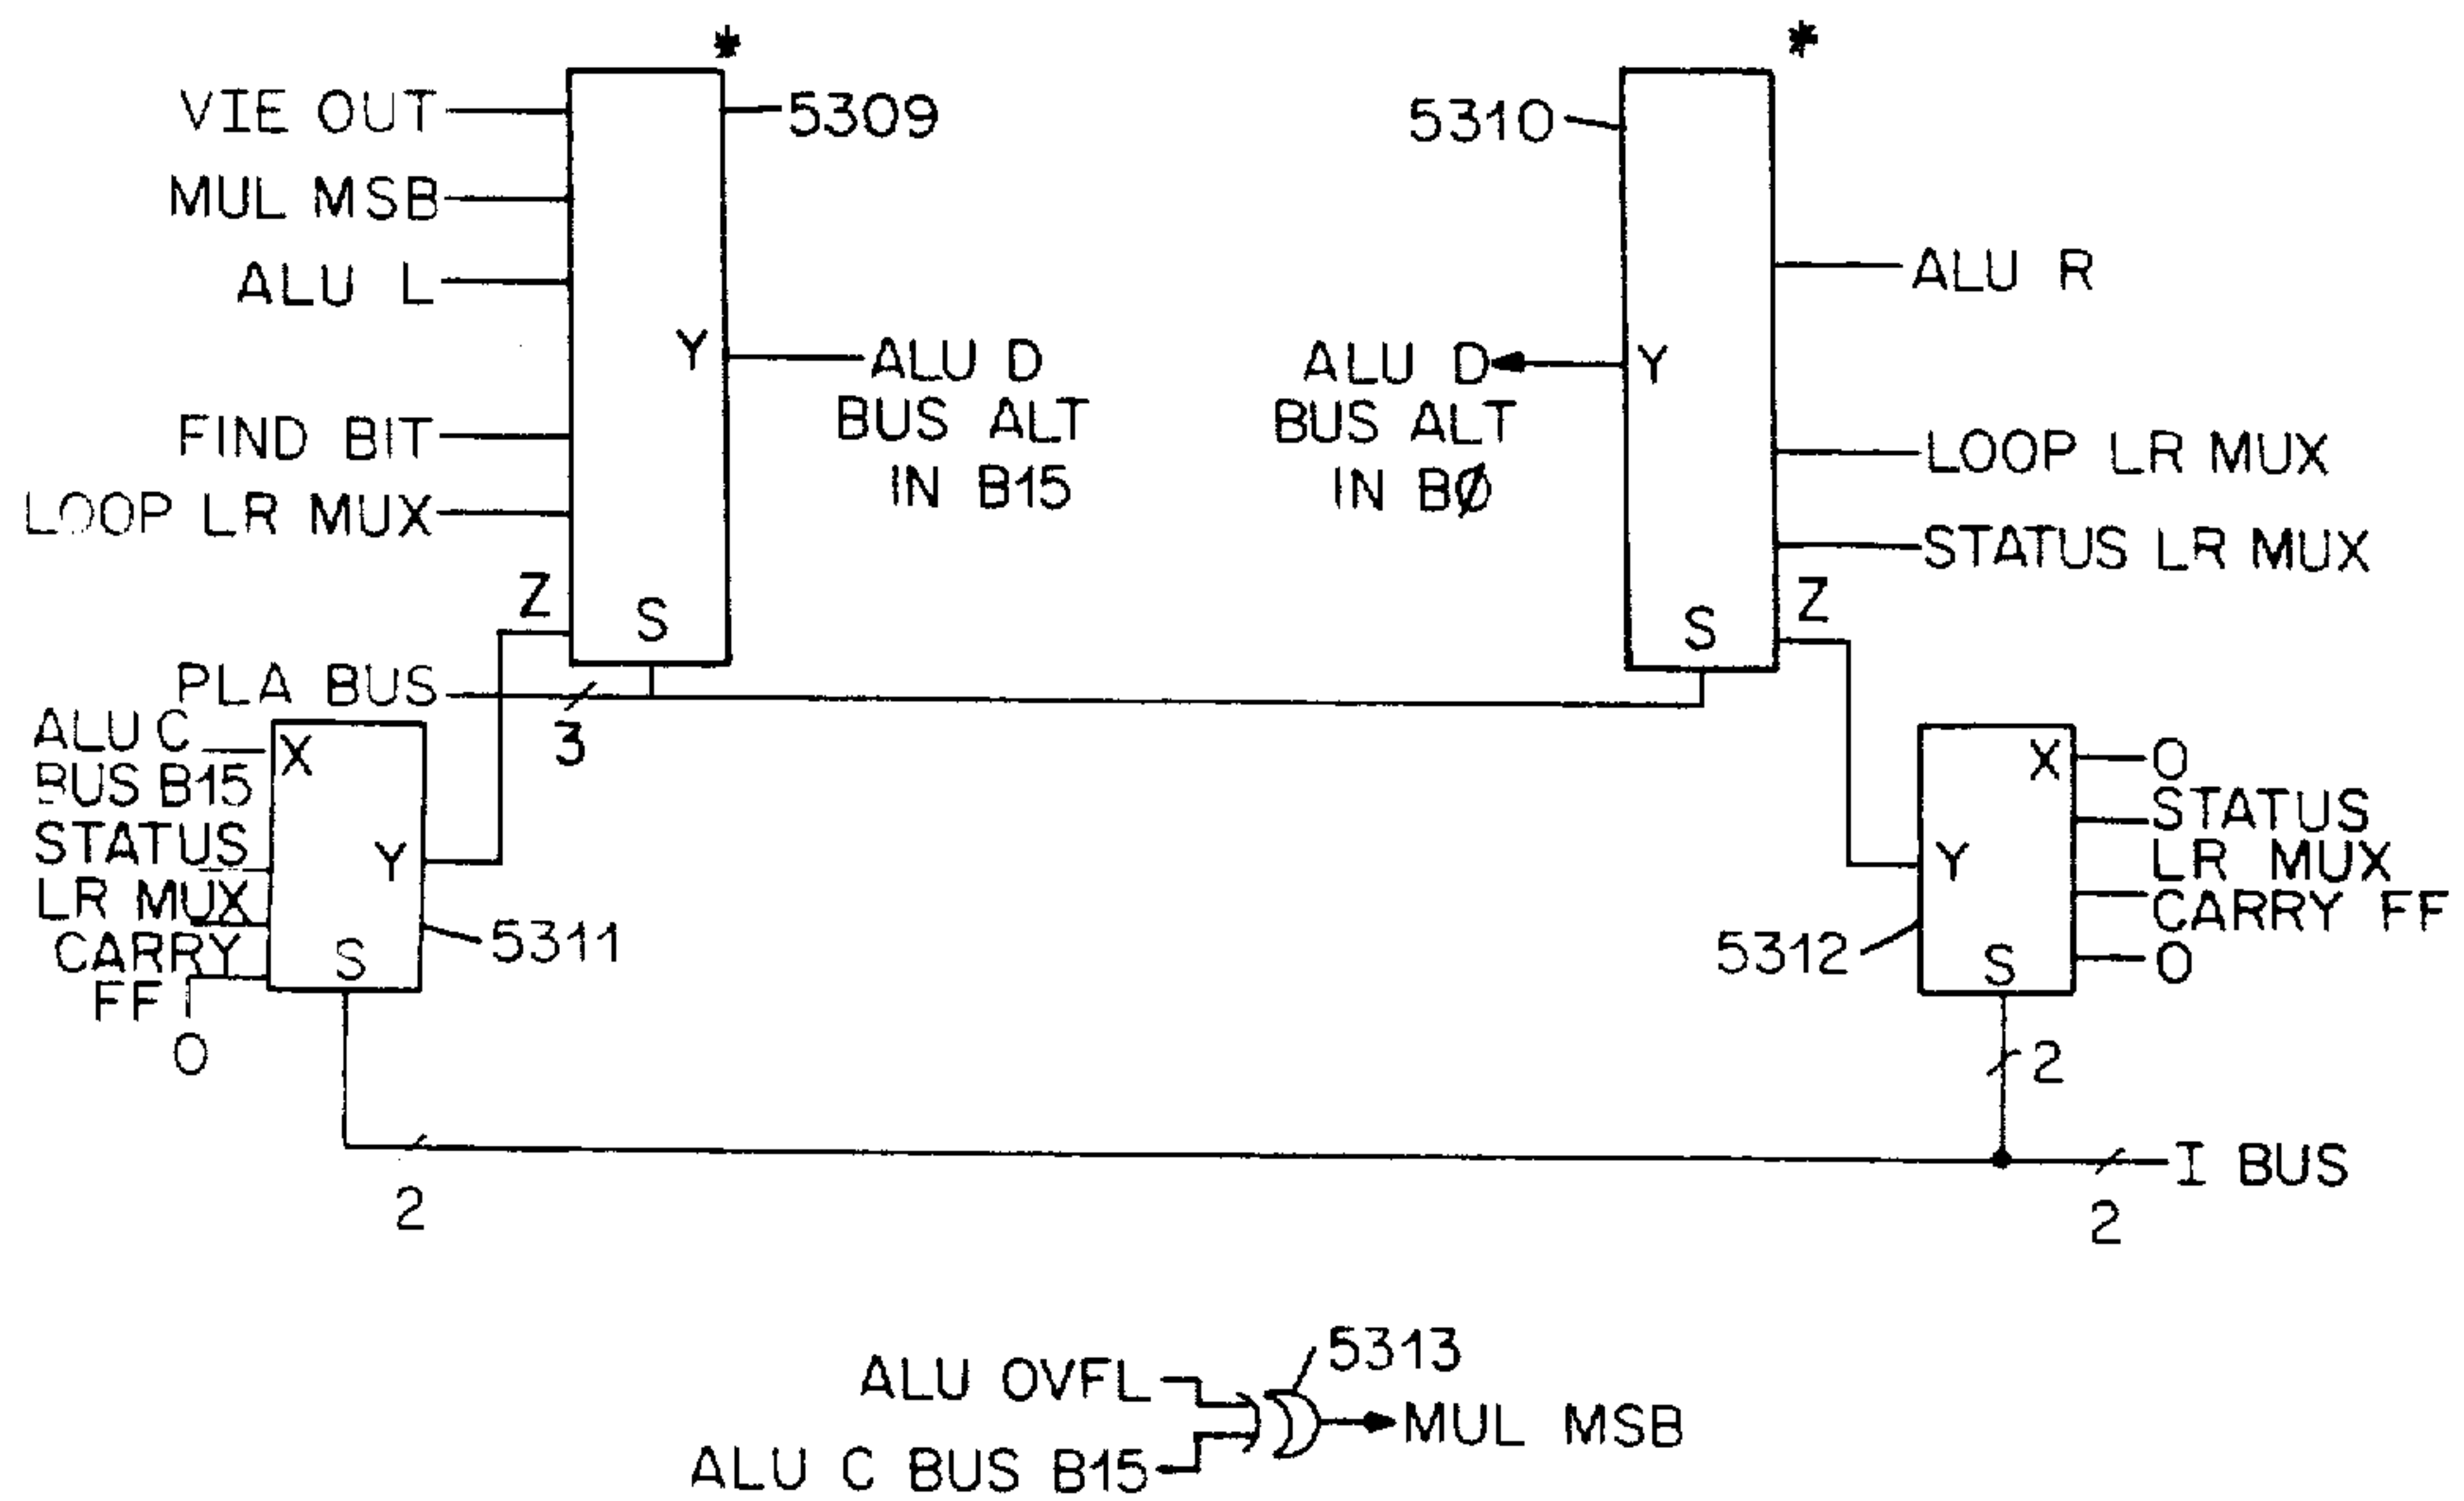 *
*
VIE OUT
5309
5310
MUL MSB
ALU L
ALU R
Y
ALU D
BUS ALT
IN B15
ALU D
BUS ALT
IN BØ
Y
FIND BIT
LOOP LR MUX
LOOP LR MUX
STATUS LR MUX
Z
S
S
Z
PLA BUS
3
ALU C
BUS B15
STATUS
LR MUX
CARRY
FF
0
X
Y
S
5311
X
Y
S
5312
0
STATUS
LR MUX
CARRY FF
0
2
2
I BUS
2
ALU OVFL
5313
MUL MSB
ALU C BUS B15